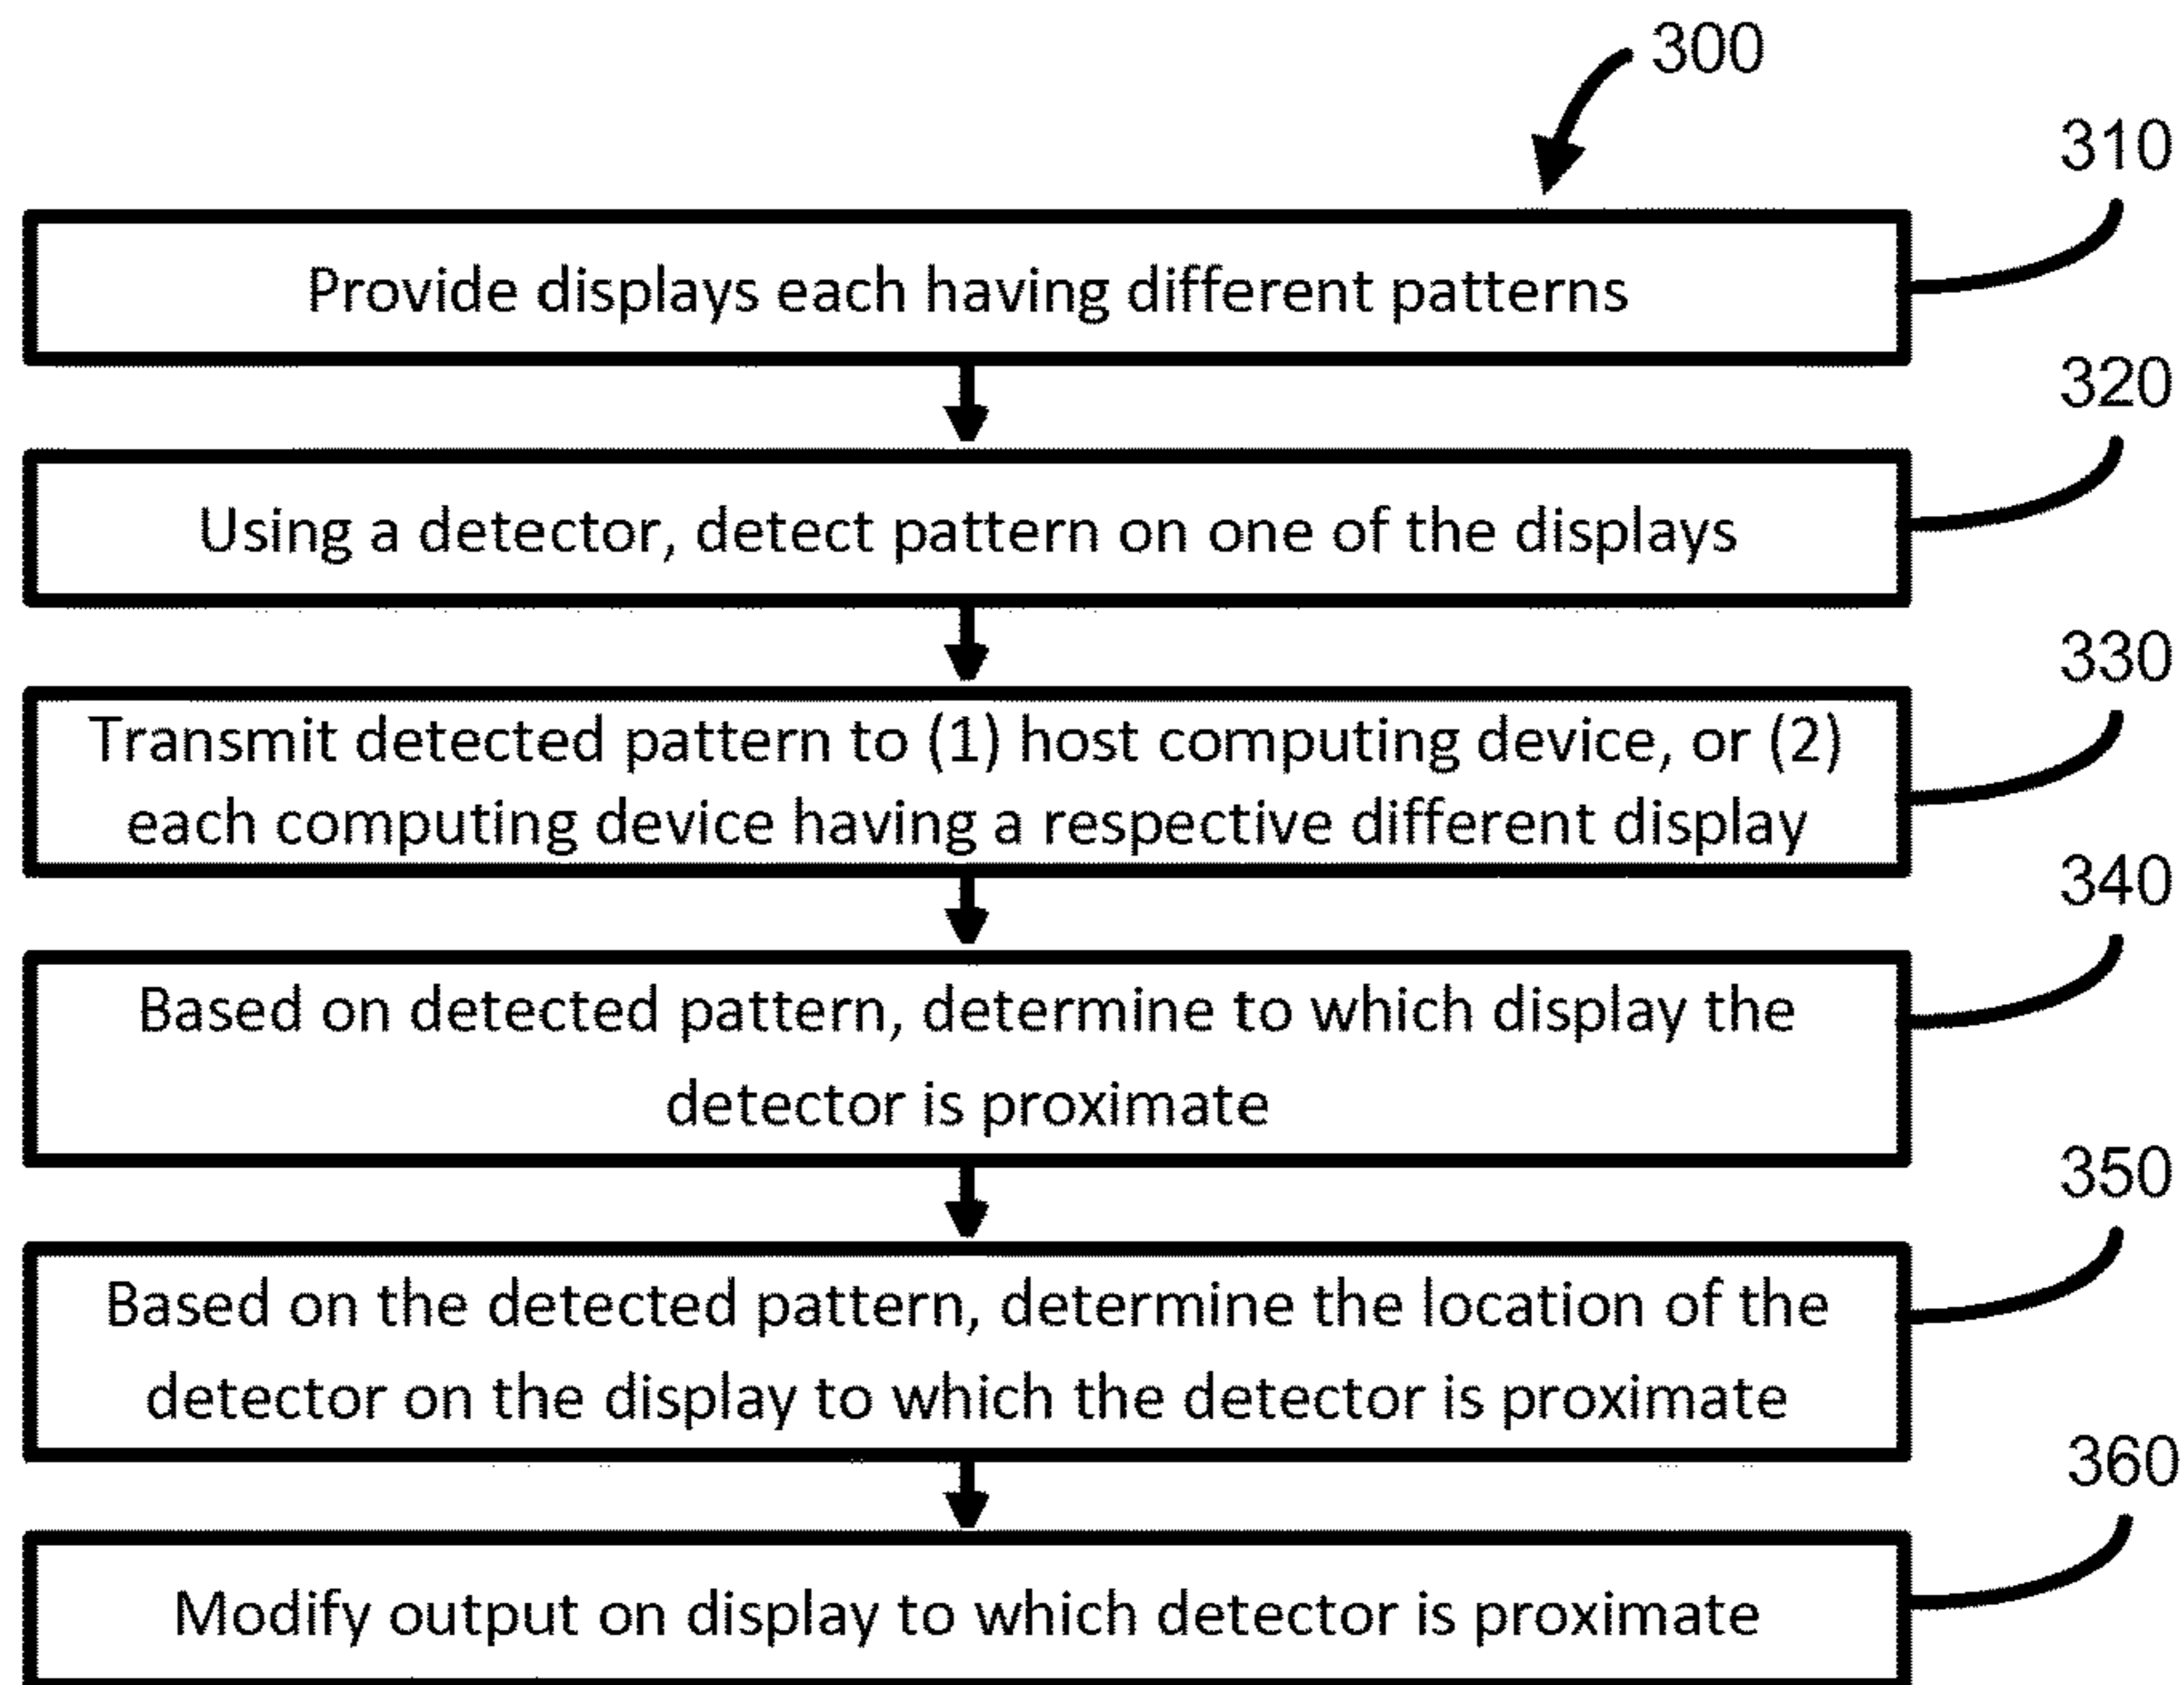 300
310
Provide displays each having different patterns
320
Using a detector, detect pattern on one of the displays
330
Transmit detected pattern to (1) host computing device, or (2)
each computing device having a respective different display
340
Based on detected pattern, determine to which display the
detector is proximate
350
Based on the detected pattern, determine the location of the
detector on the display to which the detector is proximate
360
Modify output on display to which detector is proximate